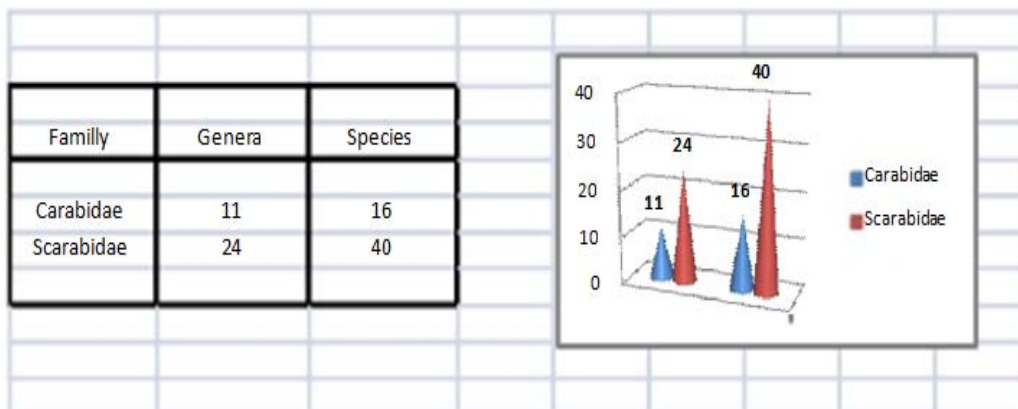 Familly Genera Species
Carabidae 11 16
Scarabidae 24 40
40
40
30
24
20
16
11
10
0
Carabidae
Scarabidae